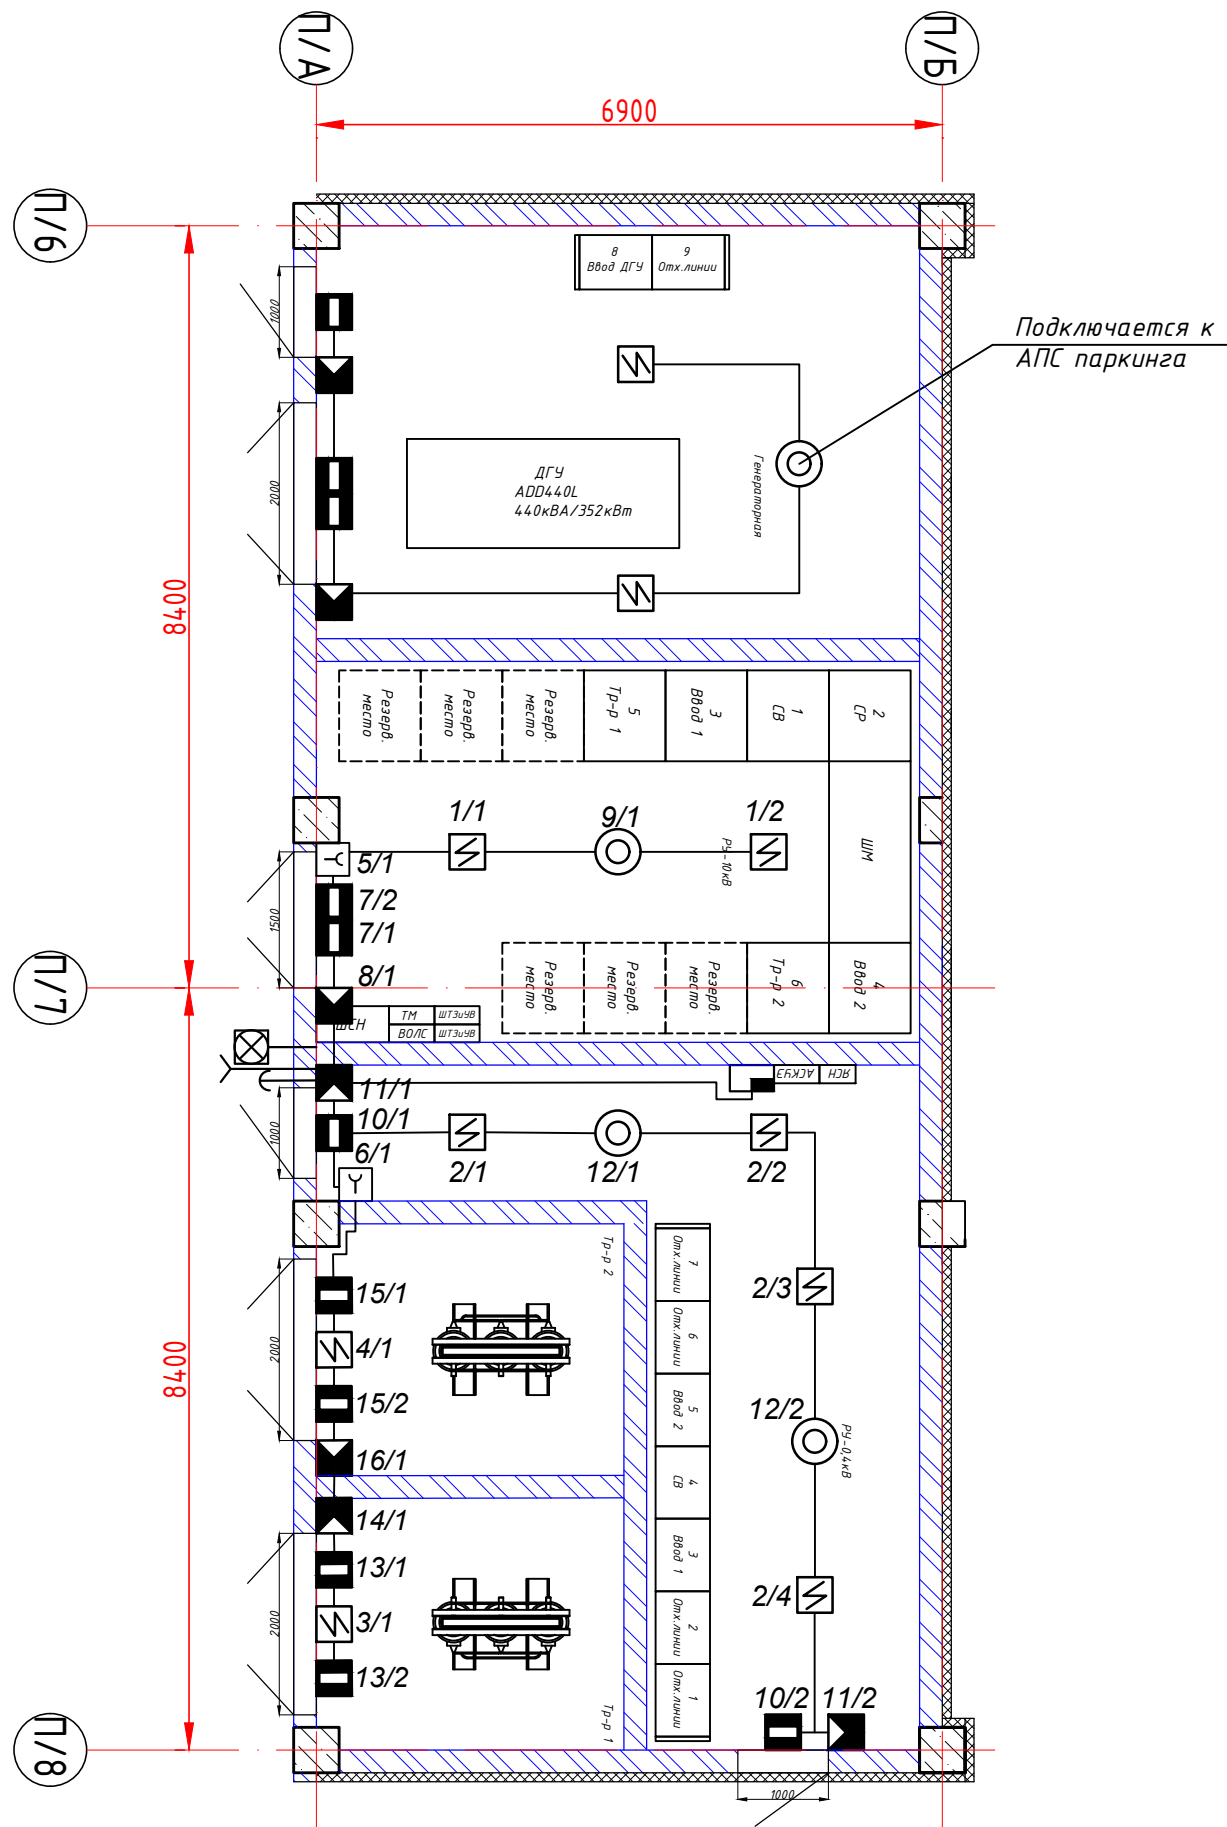 П/А
П/Б
6900
П/6
8
Ввод ДГУ
9
Отх.линии
1000
Подключается к
АПС паркинга
2000
ДГУ
ADD440L
440кВА/352кВт
Генераторная
8400
Резерв.
место
Резерв.
место
Резерв.
место
5
Тр-р 1
3
Ввод 1
1
СВ
2
СР
1/1
9/1
1/2
РУ-10кВ
ШМ
5/1
7/2
7/1
1500
8/1
П/7
Резерв.
место
Резерв.
место
Резерв.
место
6
Тр-р 2
4
Ввод 2
ШСН
ТМ
ШТЗиУВ
ВОЛС
ШТЗиУВ
АСКУЭ
ЯСН
11/1
10/1
1000
6/1
2/1
12/1
2/2
Тр-р 2
7
Отх.линии
15/1
2/3
4/1
2000
6
Отх.линии
8400
15/2
5
Ввод 2
12/2
РУ-0,4кВ
16/1
4
СВ
14/1
13/1
3
Ввод 1
2/4
3/1
2000
2
Отх.линии
13/2
Тр-р 1
1
Отх.линии
10/2
11/2
П/8
1000